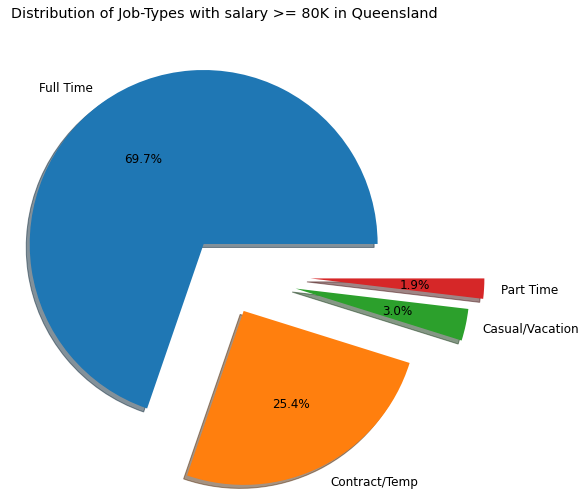 Distribution of Job-Types with salary >= 80K in Queensland
Full Time
69.7%
1.9%
Part Time
3.0%
Casual/Vacation
25.4%
Contract/Temp